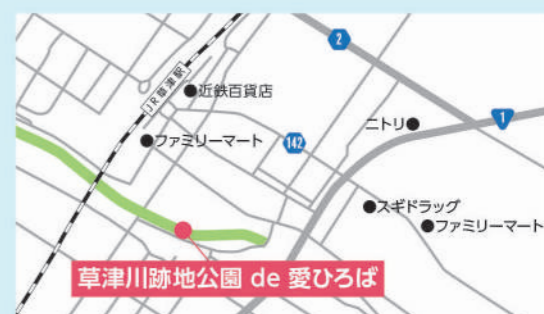 2
JR草津駅
近鉄百貨店
1
ニトリ
ファミリーマート
142
スギドラッグ
ファミリーマート
草津川跡地公園 de 愛ひろば